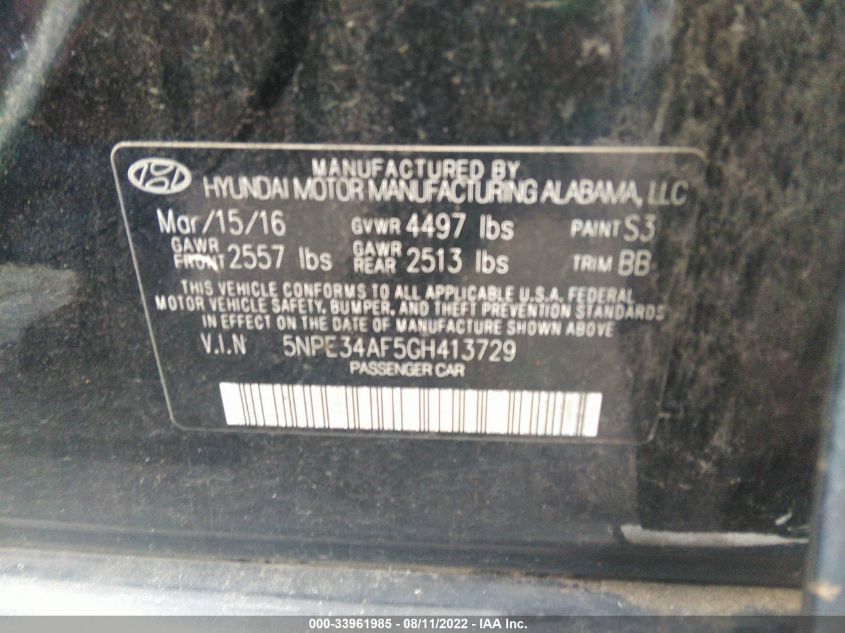 MANUFACTURED BY
HYUNDAI MOTOR MANUFACTURING ALABAMA, LLC
Mar/15/16 GVWR 4497 lbs PAINT S3
GAWR FRONT 2557 lbs GAWR REAR 2513 lbs TRIM BB
THIS VEHICLE CONFORMS TO ALL APPLICABLE U.S.A. FEDERAL
MOTOR VEHICLE SAFETY, BUMPER, AND THEFT PREVENTION STANDARDS
IN EFFECT ON THE DATE OF MANUFACTURE SHOWN ABOVE
V.I.N 5NPE34AF5GH413729
PASSENGER CAR
000-33961985 - 08/11/2022 - IAA Inc.